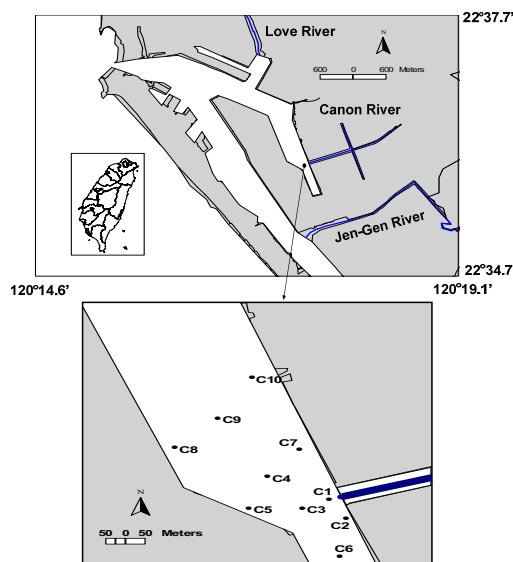 22°37.7'
Love River
N
600 0 600 Meters
Canon River
Jen-Gen River
22°34.7'
120°14.6'
120°19.1'
C10
C9
C8
C7
C4
C1
C5
C3
C2
C6
N
50 0 50 Meters